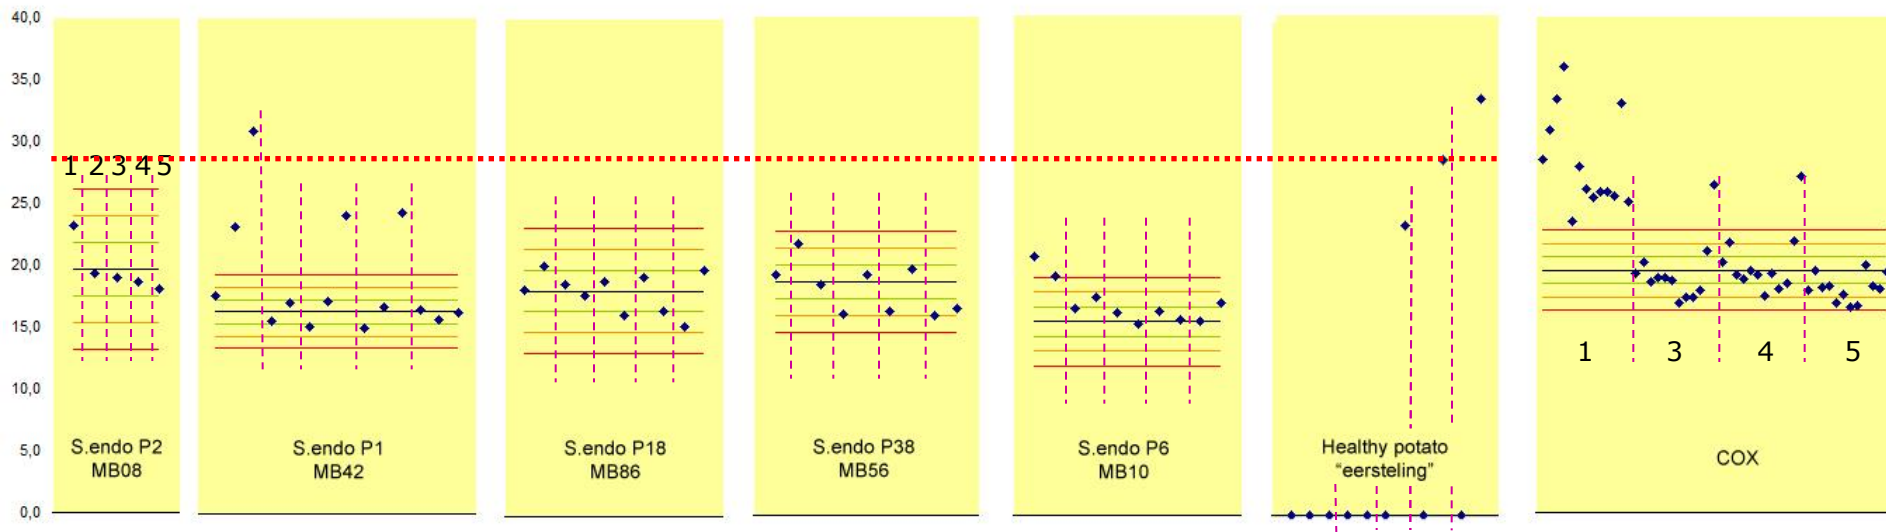 40,0
35,0
30,0
25,0
20,0
15,0
10,0
5,0
0,0
1 2 3 4 5
S.endo P2
MB08
S.endo P1
MB42
S.endo P18
MB86
S.endo P38
MB56
S.endo P6
MB10
Healthy potato
“eersteling”
1 3 4 5
COX